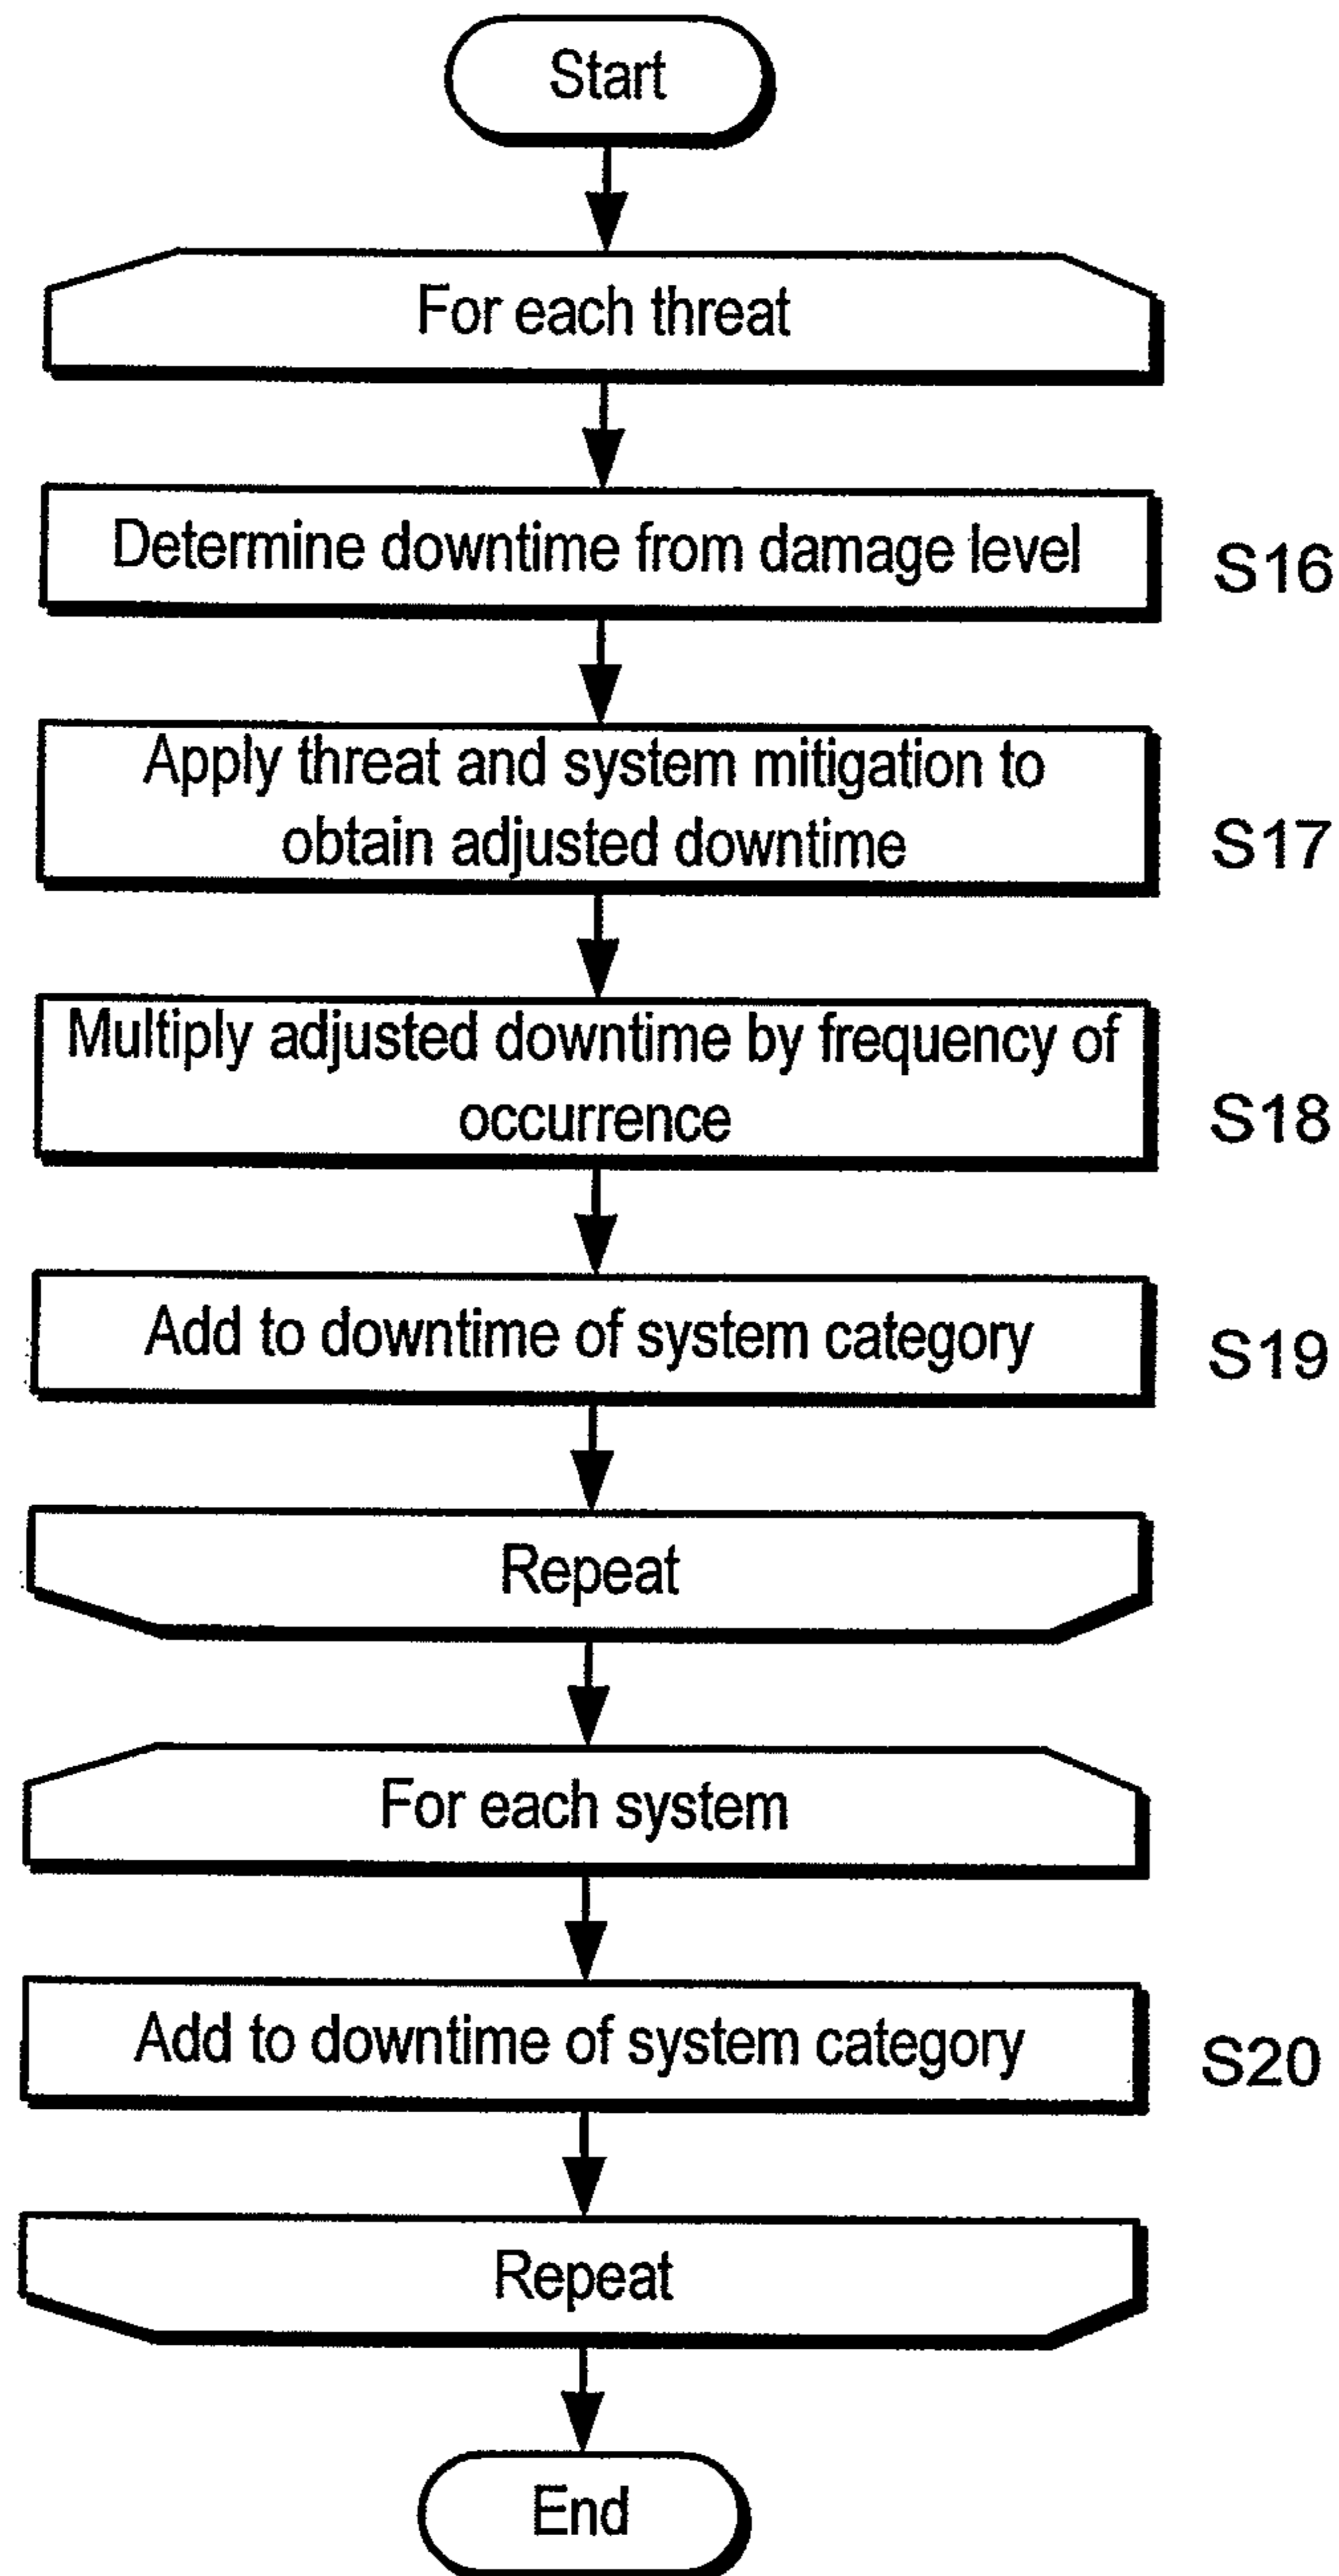 Start
For each threat
Determine downtime from damage level
S16
Apply threat and system mitigation to
obtain adjusted downtime
S17
Multiply adjusted downtime by frequency of
occurrence
S18
Add to downtime of system category
S19
Repeat
For each system
Add to downtime of system category
S20
Repeat
End